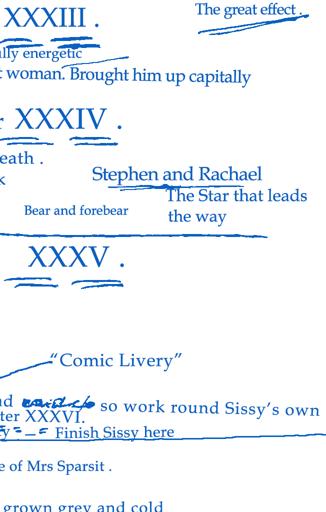 XXXIII .
The great effect .
lly energetic
t woman. Brought him up capitally
r XXXIV .
eath .
k
Stephen and Rachael
The Star that leads
the way
Bear and forebear
XXXV .
“Comic Livery”
nd so work round Sissy’s own
ter XXXVI.
y = – = Finish Sissy here
e of Mrs Sparsit .
grown grey and cold